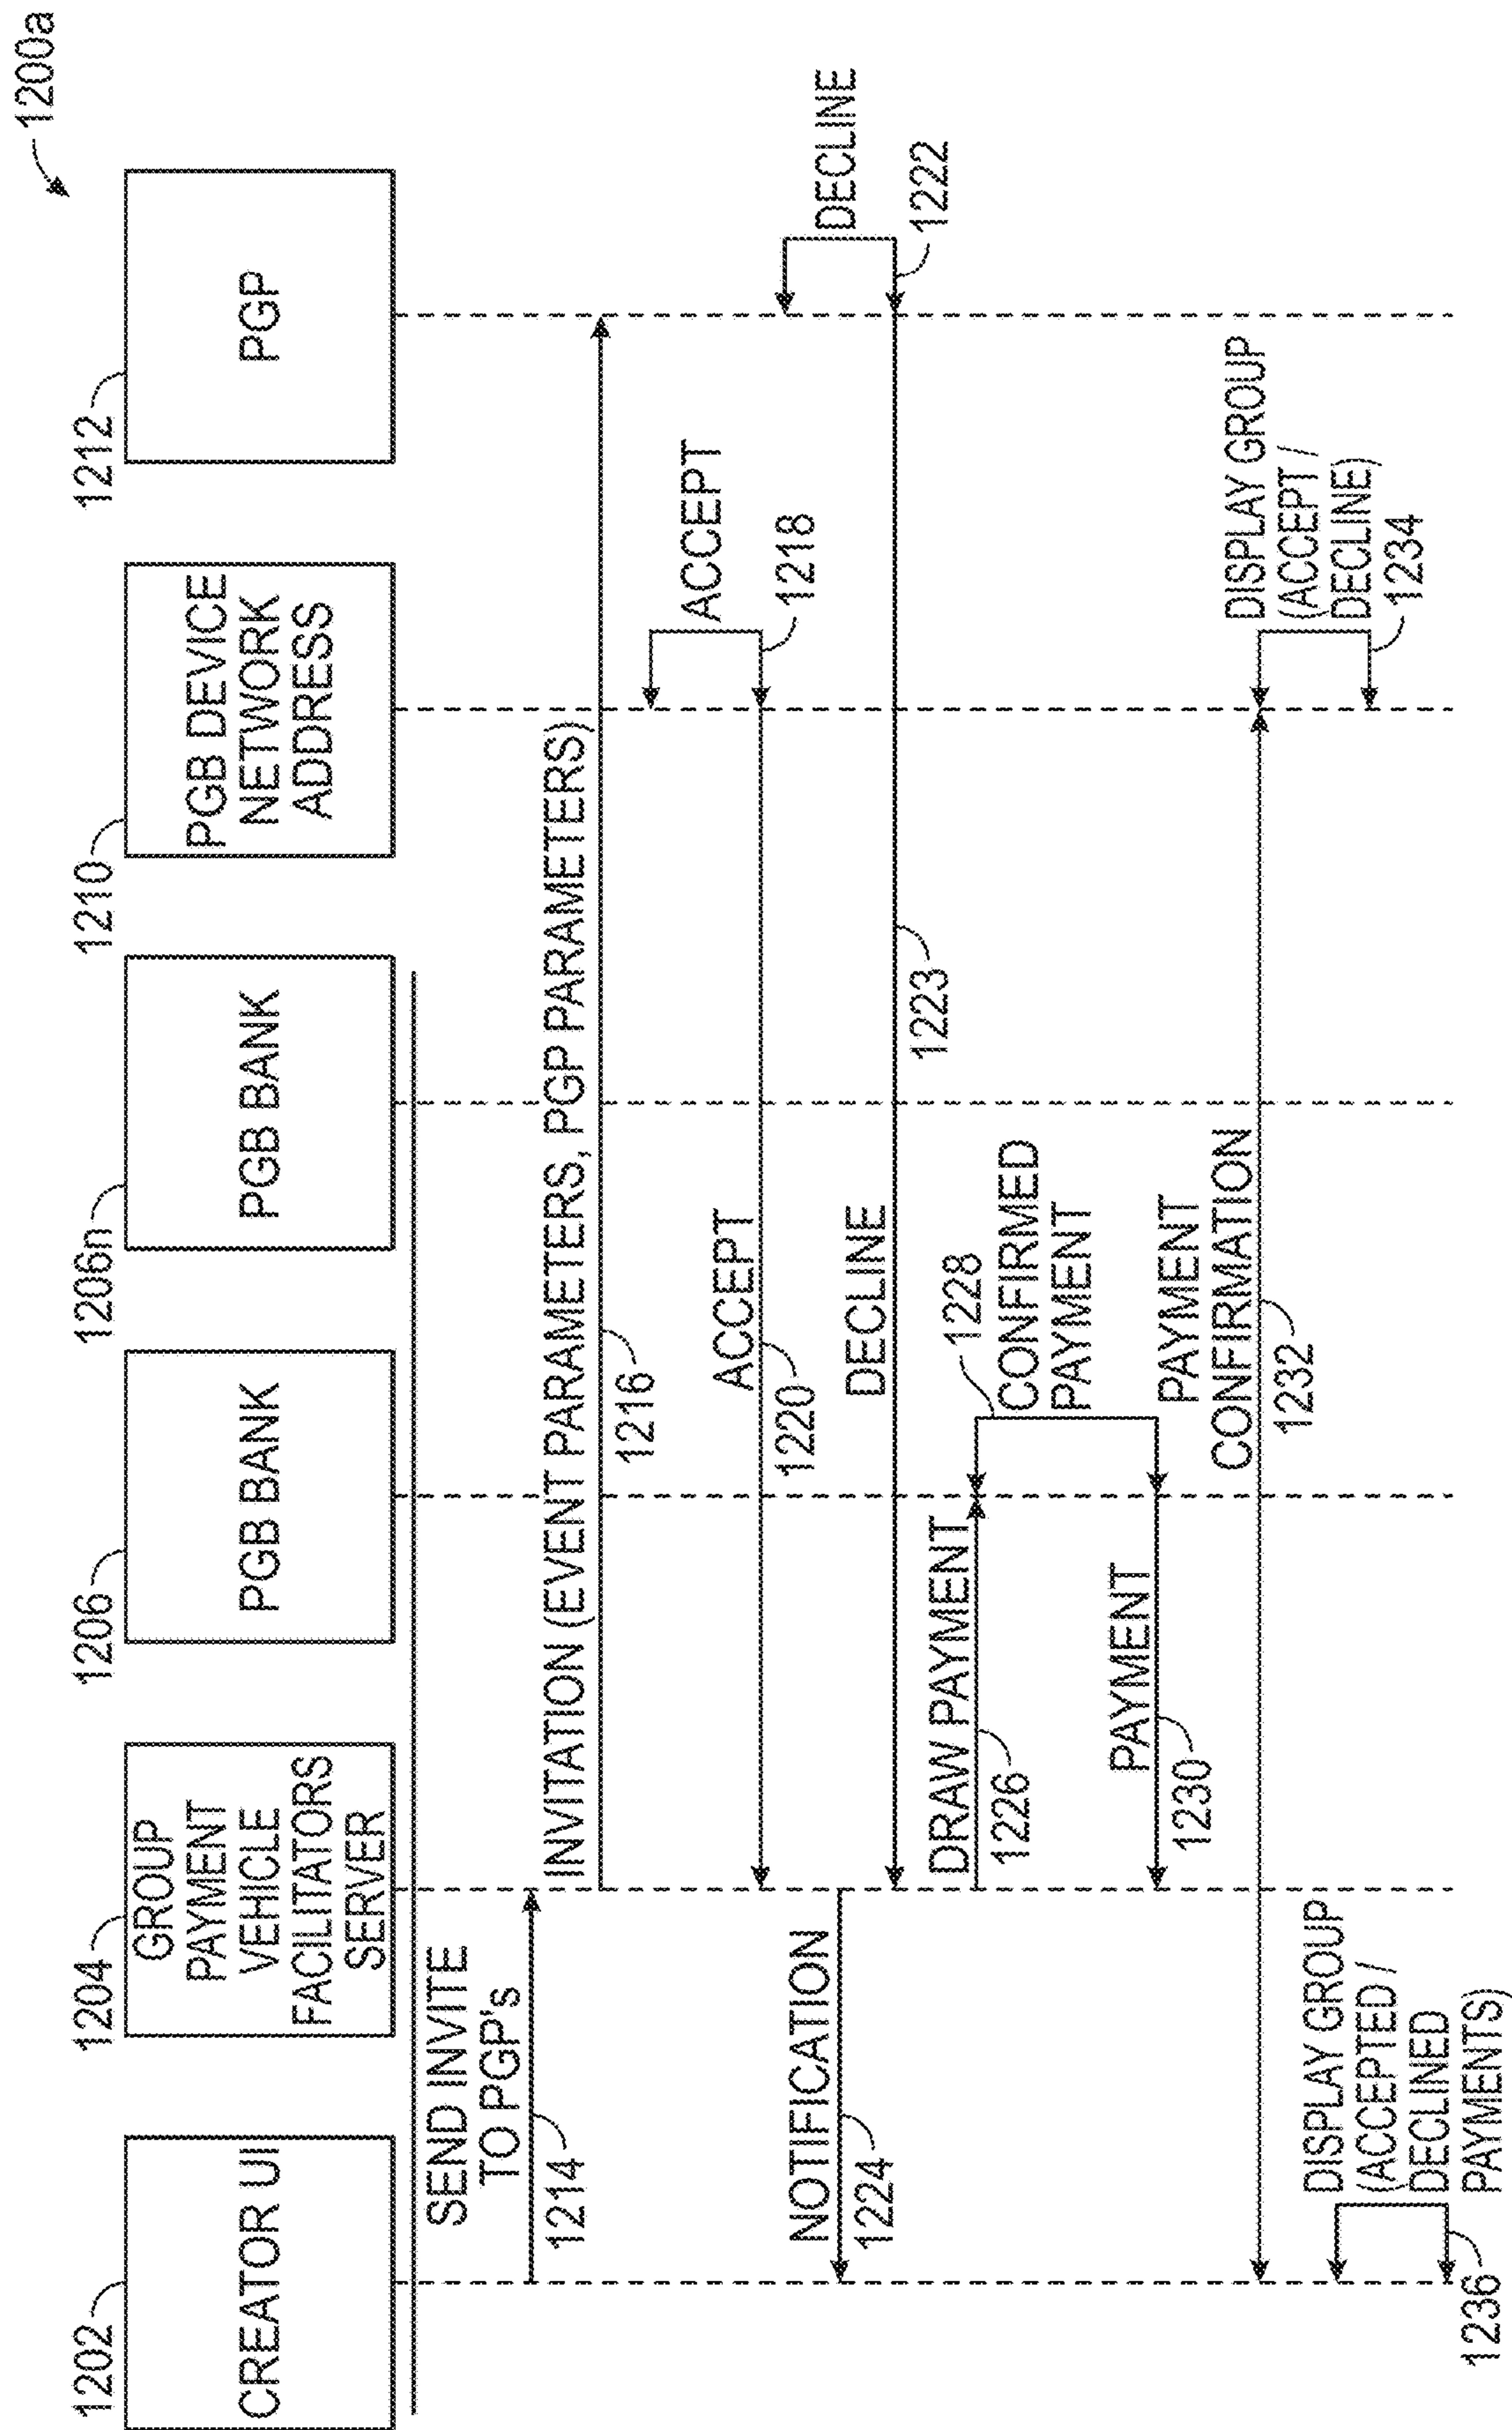 1200a
1202
CREATOR UI
1204
GROUP
PAYMENT
VEHICLE
FACILITATORS
SERVER
1206
PGB BANK
1206n
PGB BANK
1210
PGB DEVICE
NETWORK
ADDRESS
1212
PGP
SEND INVITE
TO PGP's
1214
INVITATION (EVENT PARAMETERS, PGP PARAMETERS)
1216
ACCEPT
1218
ACCEPT
1220
DECLINE
1222
NOTIFICATION
1224
DECLINE
1223
DRAW PAYMENT
1226
1228
CONFIRMED
PAYMENT
PAYMENT
1230
PAYMENT
CONFIRMATION
1232
DISPLAY GROUP
(ACCEPT /
DECLINE)
1234
DISPLAY GROUP
(ACCEPTED /
DECLINED
PAYMENTS)
1236